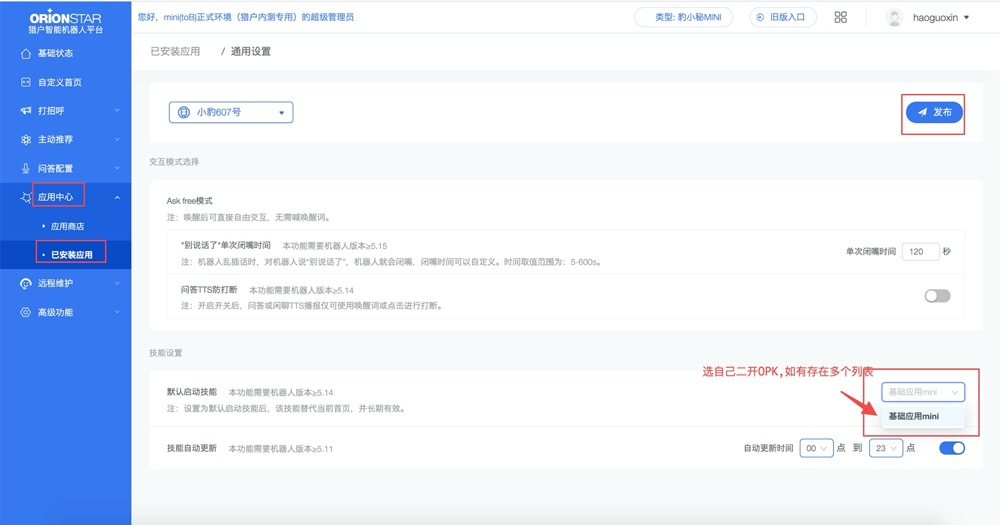 ORIONSTAR
猎户智能机器人平台
您好，mini(toB)正式环境（猎户内测专用）的超级管理员
类型: 豹小秘MINI
旧版入口
haoguoxin
基础状态
自定义首页
打招呼
主动推荐
问答配置
应用中心
应用商店
已安装应用
远程维护
高级功能
已安装应用 / 通用设置
小豹607号
发布
交互模式选择
Ask free模式
注：唤醒后可直接自由交互，无需喊唤醒词。
"别说话了"单次闭嘴时间 本功能需要机器人版本≥5.15
注：机器人乱插话时，对机器人说"别说话了"，机器人就会闭嘴，闭嘴时间可以自定义。时间取值范围为：5-600s。
单次闭嘴时间 120 秒
问答TTS防打断 本功能需要机器人版本≥5.14
注：开启开关后，问答或闲聊TTS播报仅可使用唤醒词或点击进行打断。
技能设置
选自己二开OPK,如有存在多个列表
默认启动技能 本功能需要机器人版本≥5.14
注：设置为默认启动技能后，该技能替代当前首页，并长期有效。
基础应用mini
基础应用mini
技能自动更新 本功能需要机器人版本≥5.11
自动更新时间 00 点 到 23 点